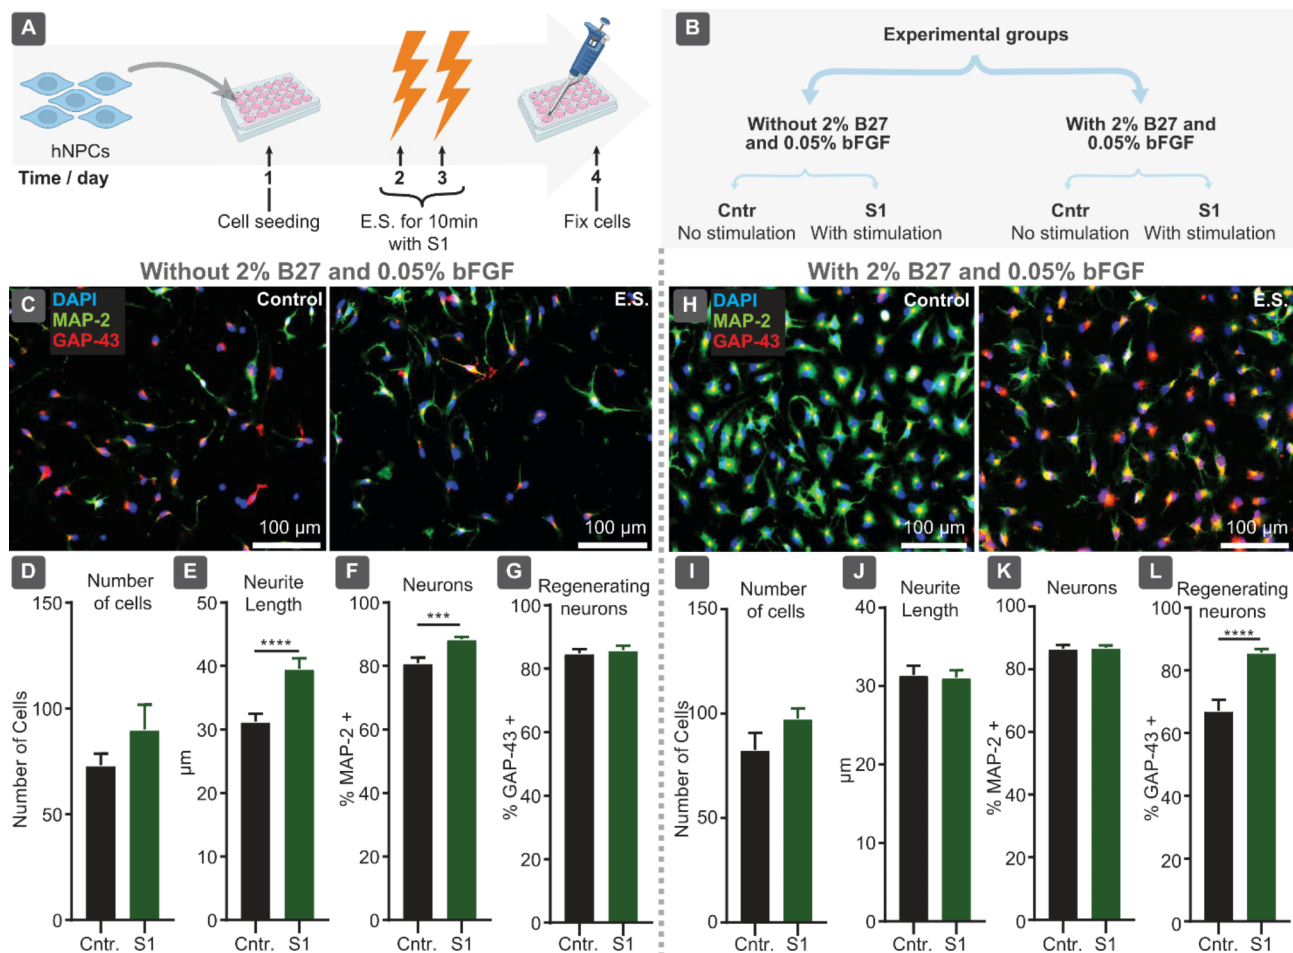 A
hNPCs
Time / day
1
2
3
4
Cell seeding
E.S. for 10min
with S1
Fix cells
B
Experimental groups
Without 2% B27
and 0.05% bFGF
With 2% B27 and
0.05% bFGF
Cntr
No stimulation
S1
With stimulation
Cntr
No stimulation
S1
With stimulation
Without 2% B27 and 0.05% bFGF
C
DAPI
MAP-2
GAP-43
Control
100 µm
E.S.
100 µm
With 2% B27 and 0.05% bFGF
H
DAPI
MAP-2
GAP-43
Control
100 µm
E.S.
100 µm
D
Number
of cells
Number of Cells
150
100
50
0
Cntr.
S1
E
Neurite
Length
µm
50
40
30
20
10
0
****
Cntr.
S1
F
Neurons
% MAP-2 +
100
80
60
40
20
0
***
Cntr.
S1
G
Regenerating
neurons
% GAP-43 +
100
80
60
40
20
0
Cntr.
S1
I
Number
of cells
Number of Cells
150
100
50
0
Cntr.
S1
J
Neurite
Length
µm
40
30
20
10
0
Cntr.
S1
K
Neurons
% MAP-2 +
100
80
60
40
20
0
Cntr.
S1
L
Regenerating
neurons
% GAP-43 +
100
80
60
40
20
0
****
Cntr.
S1